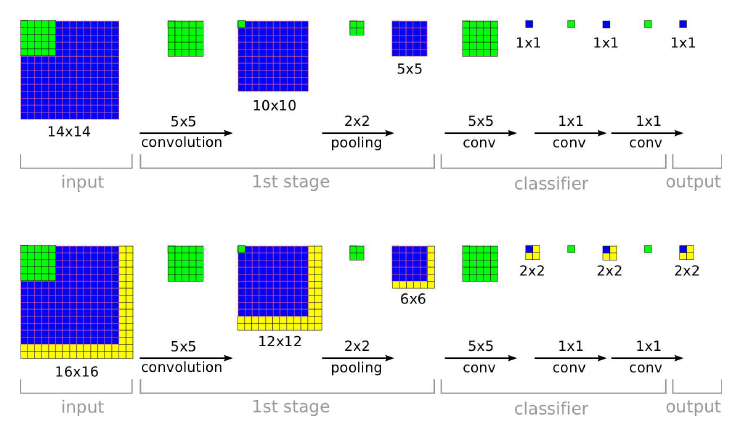 1x1
1x1
1x1
5x5
10x10
14x14
5x5
convolution
2x2
pooling
5x5
conv
1x1
conv
1x1
conv
input
1st stage
classifier
output
2x2
2x2
2x2
6x6
12x12
16x16
5x5
convolution
2x2
pooling
5x5
conv
1x1
conv
1x1
conv
input
1st stage
classifier
output